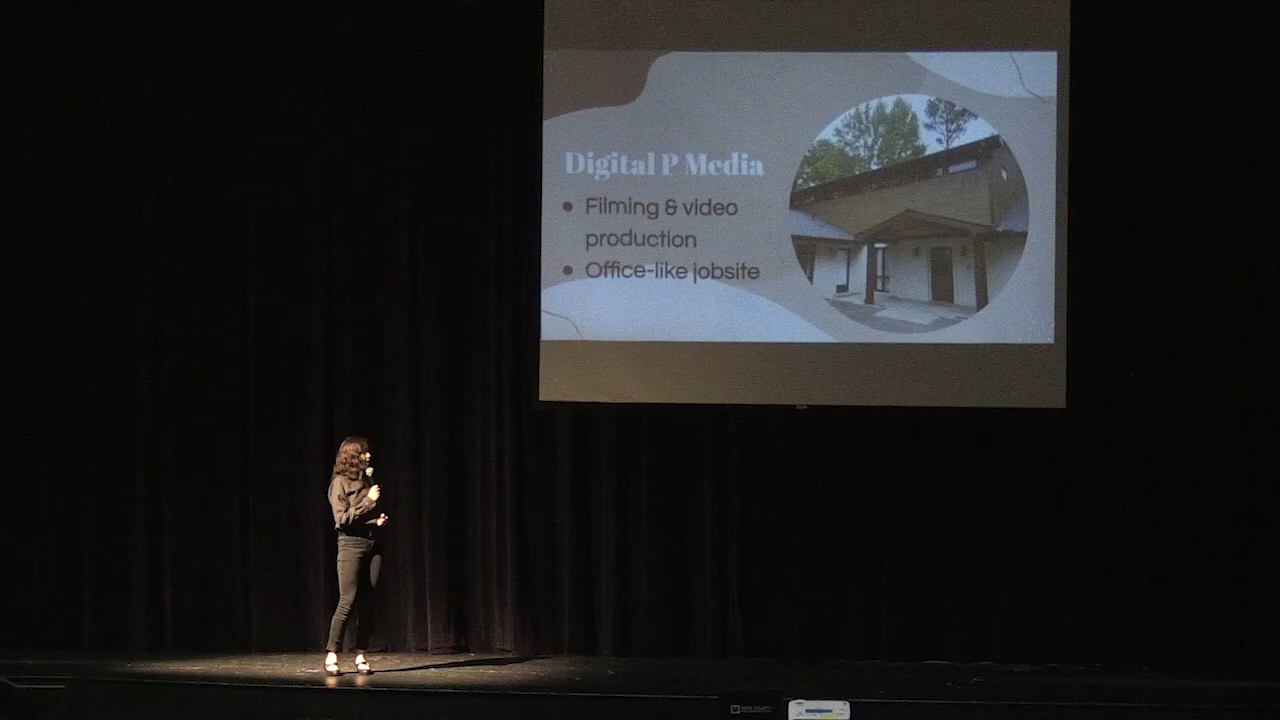 Digital P Media
• Filming & video
production
• Office-like jobsite